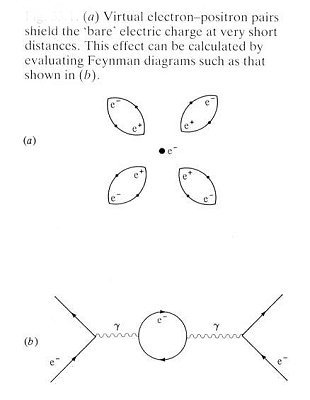 (a) Virtual electron–positron pairs
shield the 'bare' electric charge at very short
distances. This effect can be calculated by
evaluating Feynman diagrams such as that
shown in (b).
e⁻ e⁻
e⁺ e⁺
(a)
e⁻
e⁺ e⁺
e⁻ e⁻
e⁻
γ γ
(b)
e⁻ e⁻